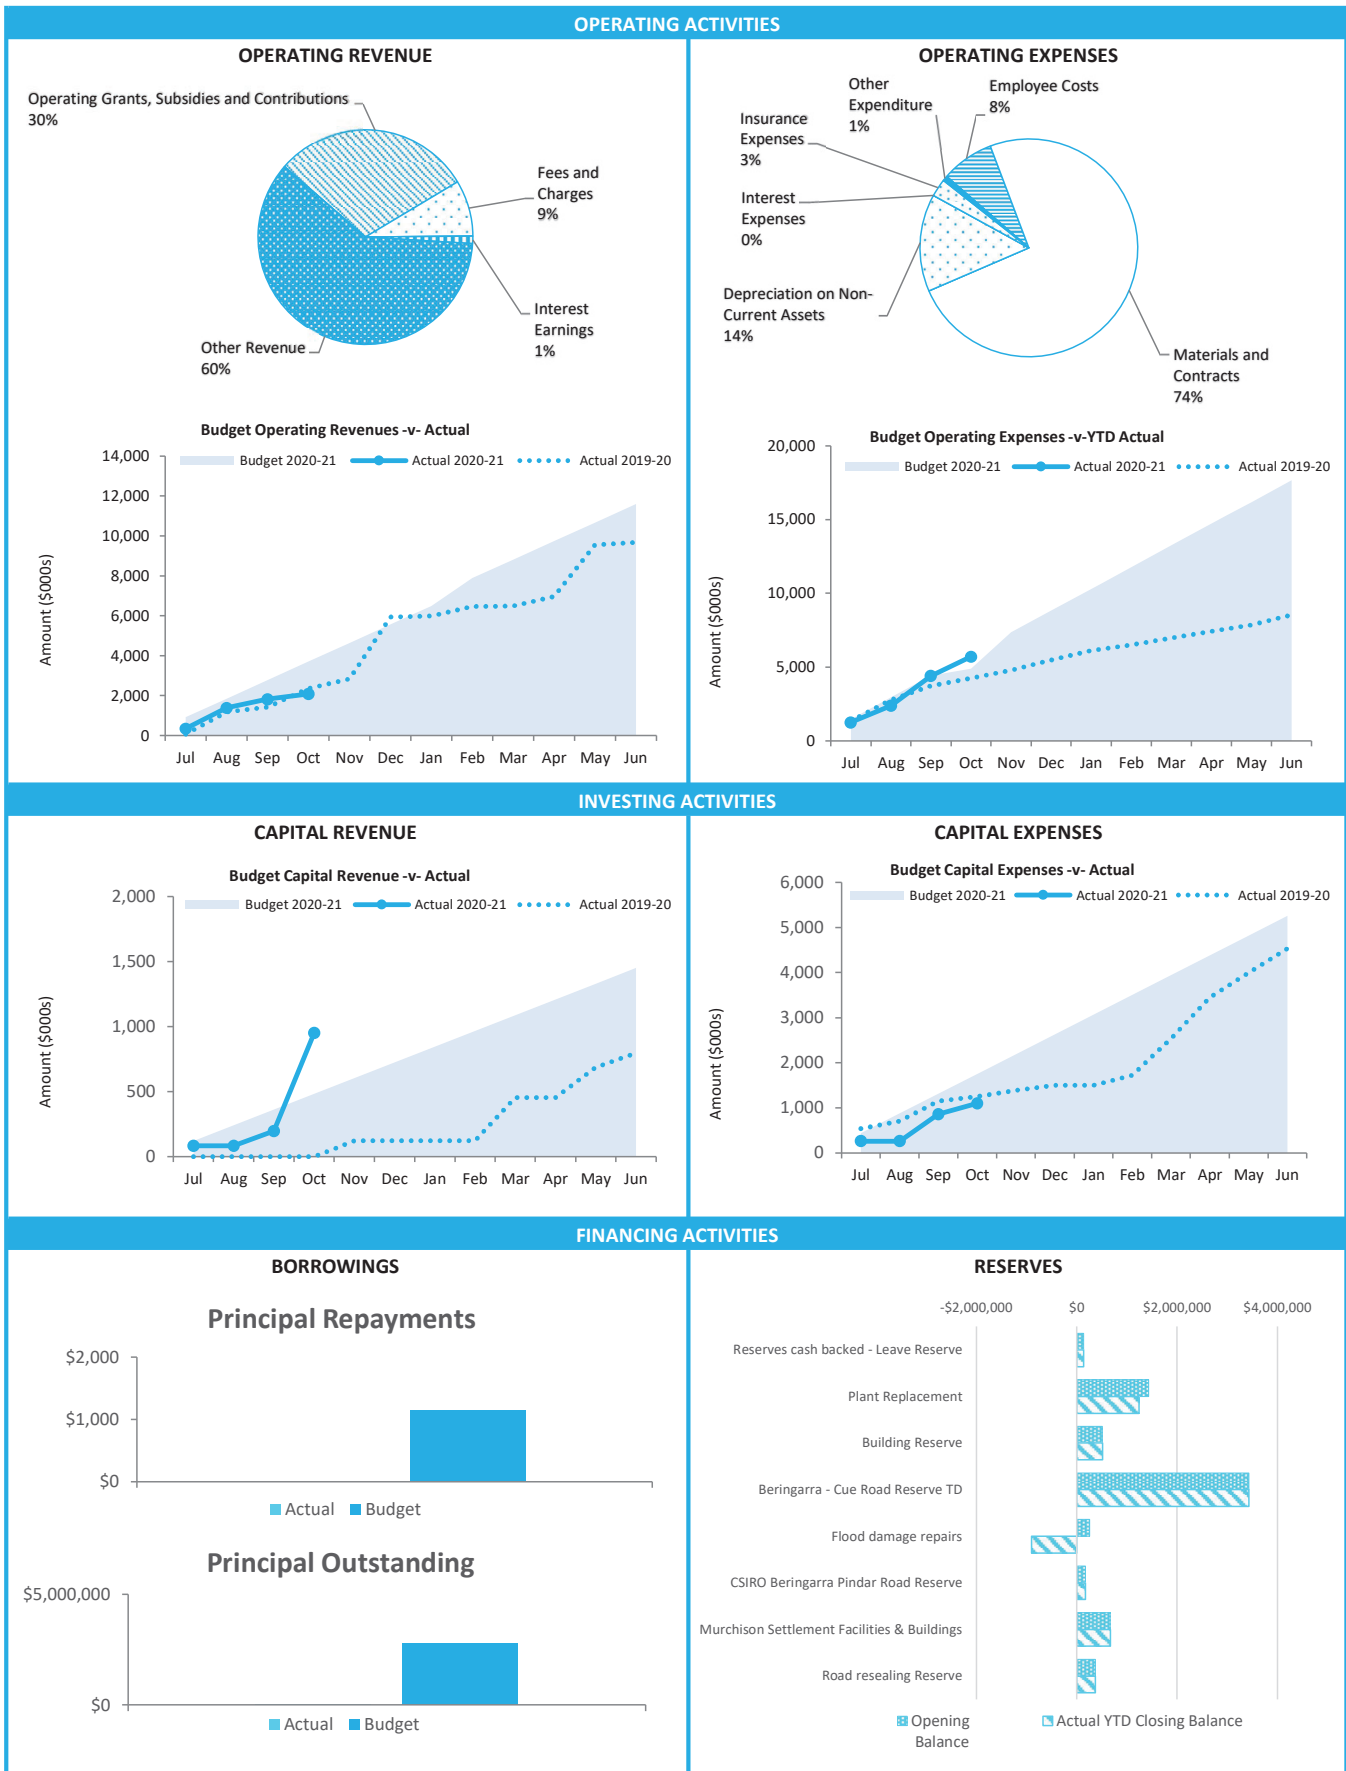 OPERATING ACTIVITIES
OPERATING REVENUE
Operating Grants, Subsidies and Contributions
30%
Fees and
Charges
9%
Interest
Earnings
1%
Other Revenue
60%
Budget Operating Revenues -v- Actual
Budget 2020-21
Actual 2020-21
Actual 2019-20
Amount ($000s)
14,000
12,000
10,000
8,000
6,000
4,000
2,000
0
Jul Aug Sep Oct Nov Dec Jan Feb Mar Apr May Jun
OPERATING EXPENSES
Other
Expenditure
1%
Employee Costs
8%
Insurance
Expenses
3%
Interest
Expenses
0%
Depreciation on Non-
Current Assets
14%
Materials and
Contracts
74%
Budget Operating Expenses -v-YTD Actual
Budget 2020-21
Actual 2020-21
Actual 2019-20
Amount ($000s)
20,000
15,000
10,000
5,000
0
Jul Aug Sep Oct Nov Dec Jan Feb Mar Apr May Jun
INVESTING ACTIVITIES
CAPITAL REVENUE
Budget Capital Revenue -v- Actual
Budget 2020-21
Actual 2020-21
Actual 2019-20
Amount ($000s)
2,000
1,500
1,000
500
0
Jul Aug Sep Oct Nov Dec Jan Feb Mar Apr May Jun
CAPITAL EXPENSES
Budget Capital Expenses -v- Actual
Budget 2020-21
Actual 2020-21
Actual 2019-20
Amount ($000s)
6,000
5,000
4,000
3,000
2,000
1,000
0
Jul Aug Sep Oct Nov Dec Jan Feb Mar Apr May Jun
FINANCING ACTIVITIES
BORROWINGS
Principal Repayments
$2,000
$1,000
$0
Actual
Budget
Principal Outstanding
$5,000,000
$0
Actual
Budget
RESERVES
-$2,000,000 $0 $2,000,000 $4,000,000
Reserves cash backed - Leave Reserve
Plant Replacement
Building Reserve
Beringarra - Cue Road Reserve TD
Flood damage repairs
CSIRO Beringarra Pindar Road Reserve
Murchison Settlement Facilities & Buildings
Road resealing Reserve
Opening
Balance
Actual YTD Closing Balance